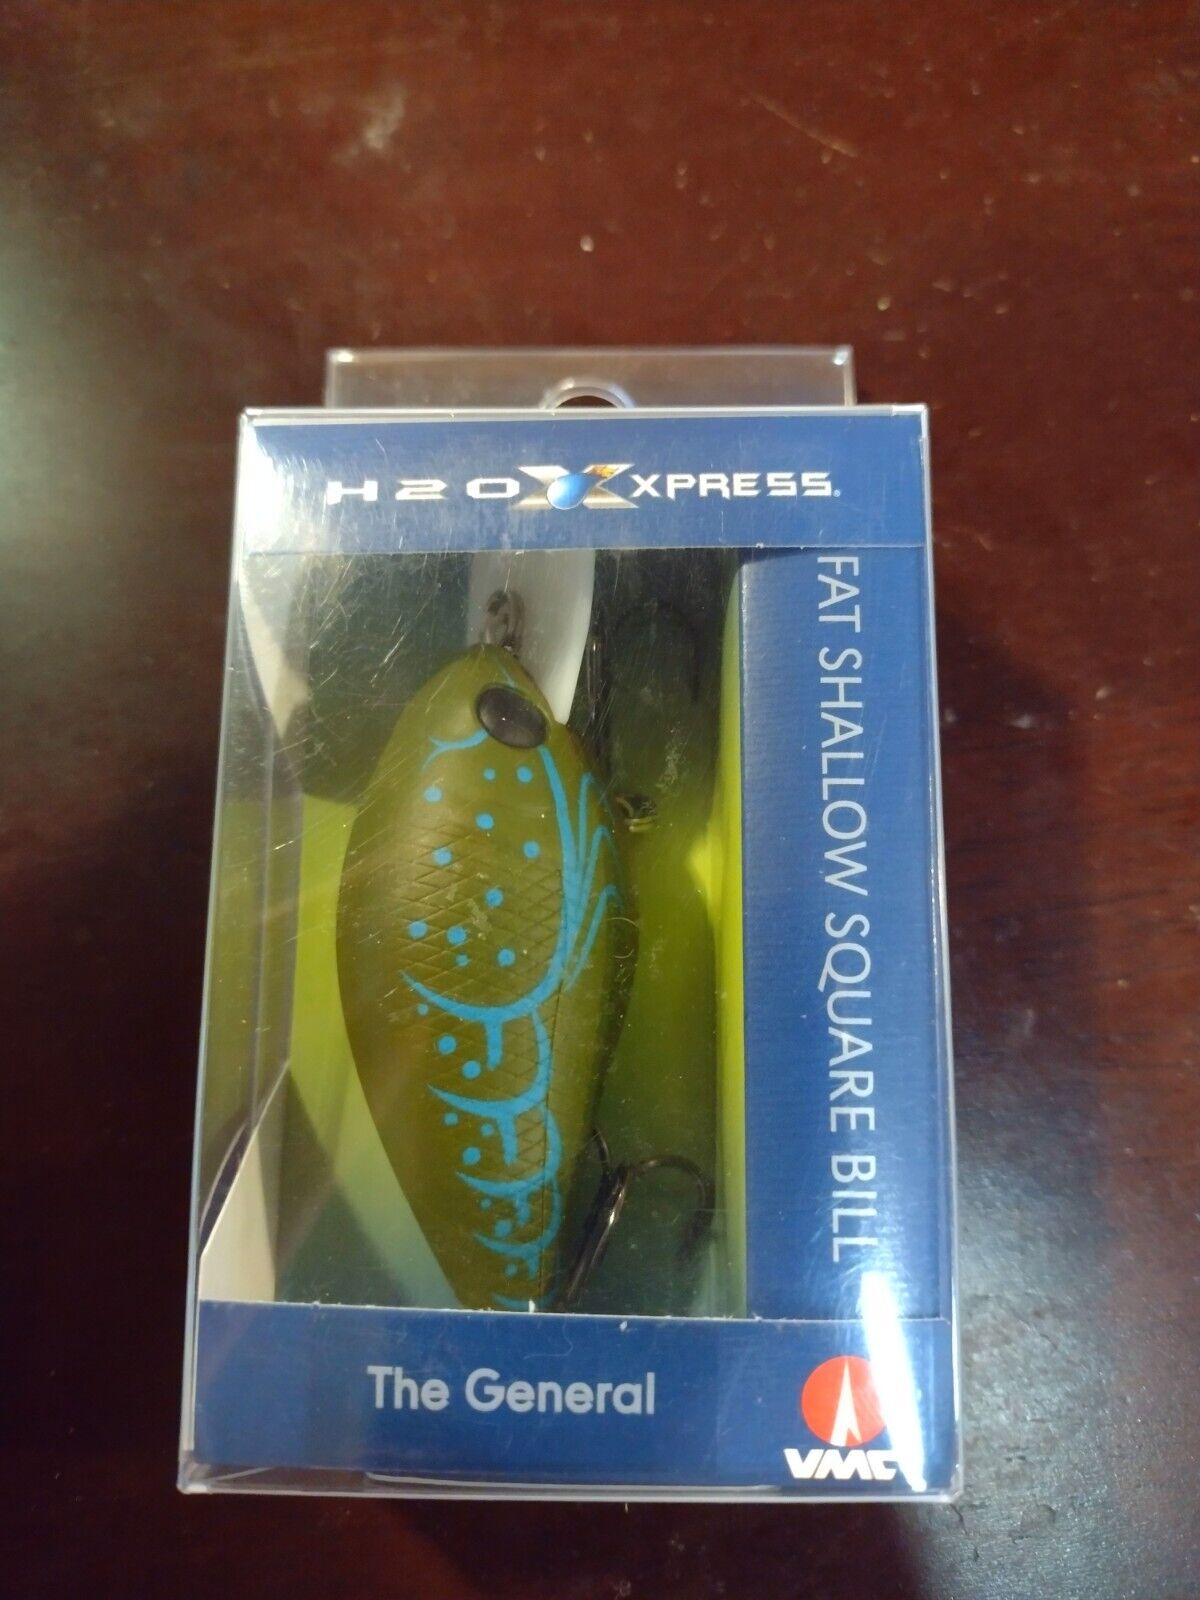 H2O XPRESS®
FAT SHALLOW SQUARE BILL
The General
VMC